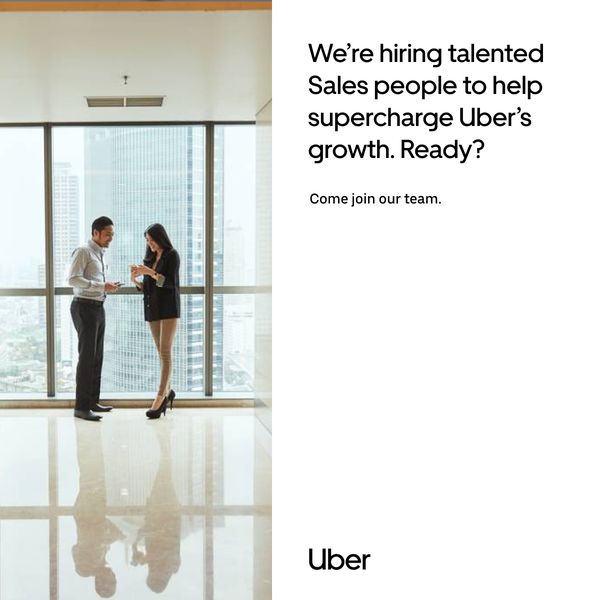 We’re hiring talented
Sales people to help
supercharge Uber’s
growth. Ready?
Come join our team.
Uber